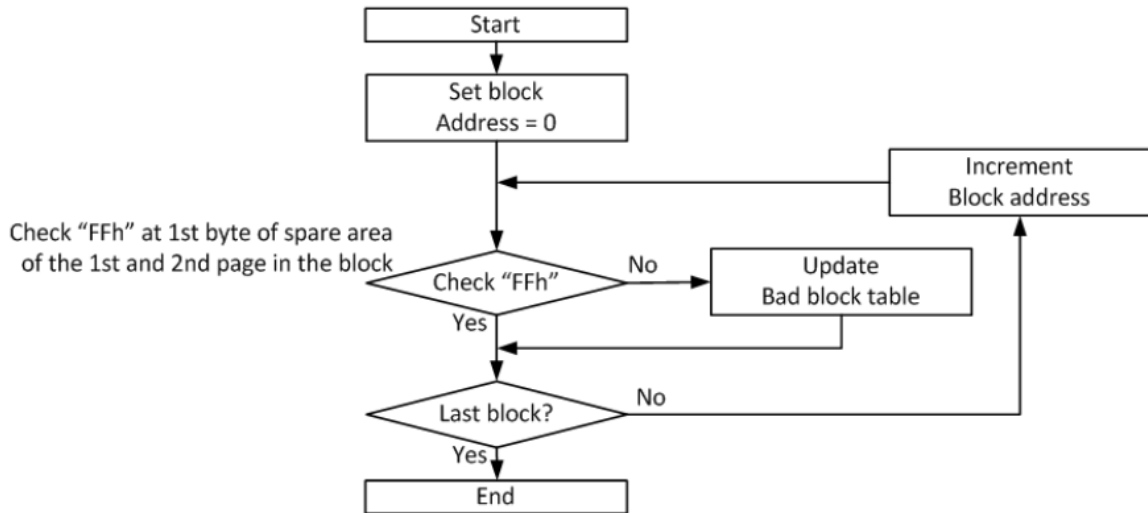 Start
Set block
Address = 0
Increment
Block address
Check “FFh” at 1st byte of spare area
of the 1st and 2nd page in the block
Check “FFh”
No
Update
Bad block table
Yes
Last block?
No
Yes
End